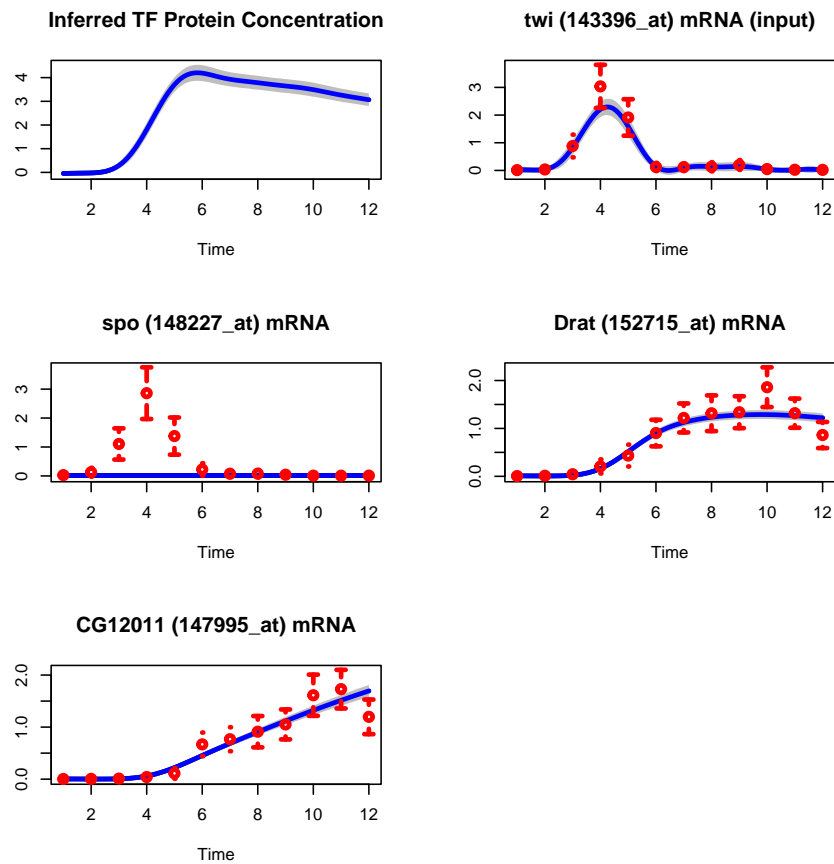 Inferred TF Protein Concentration
0 1 2 3 4
2 4 6 8 10 12
Time
twi (143396_at) mRNA (input)
0 1 2 3
2 4 6 8 10 12
Time
spo (148227_at) mRNA
0 1 2 3
2 4 6 8 10 12
Time
Drat (152715_at) mRNA
0.0 1.0 2.0
2 4 6 8 10 12
Time
CG12011 (147995_at) mRNA
0.0 1.0 2.0
2 4 6 8 10 12
Time